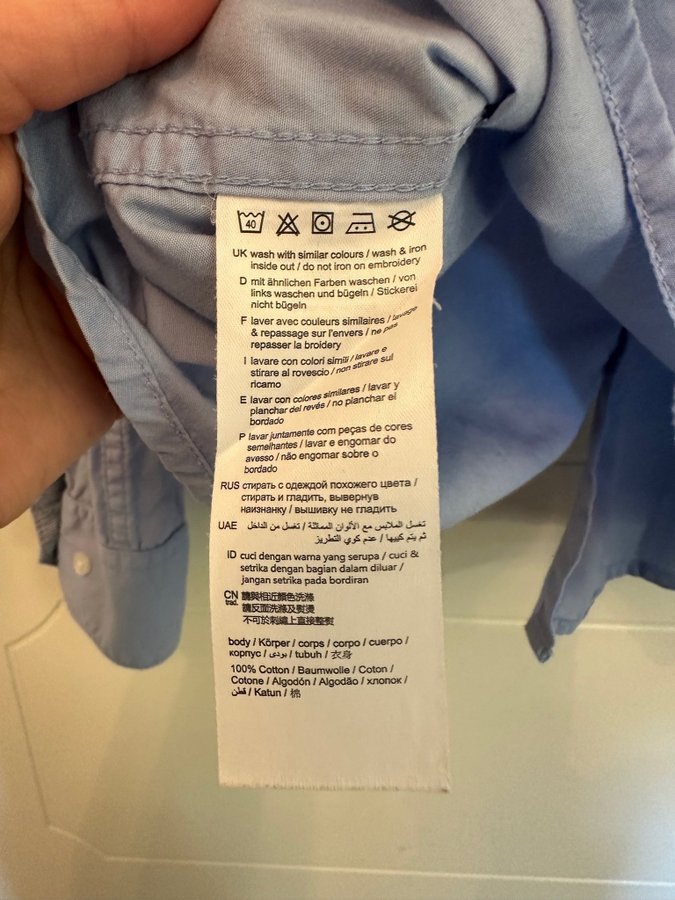 40
UK wash with similar colours / wash & iron
inside out / do not iron on embroidery
D mit ähnlichen Farben waschen / von
links waschen und bügeln / Stickerei
nicht bügeln
F laver avec couleurs similaires / lavage
& repassage sur l'envers / ne pas
repasser la broidery
I lavare con colori simili / lavare e
stirare al rovescio / non stirare sul
ricamo
E lavar con colores similares / lavar y
planchar del revés / no planchar el
bordado
P lavar juntamente com peças de cores
semelhantes / lavar e engomar do
avesso / não engomar sobre o
bordado
RUS стирать с одеждой похожего цвета /
стирать и гладить, вывернув
наизнанку / вышивку не гладить
UAE تغسل الملابس مع الألوان المماثلة / تغسل من الداخل
ثم يتم كييها / عدم كوي التطريز
ID cuci dengan warna yang serupa / cuci &
setrika dengan bagian dalam diluar /
jangan setrika pada bordiran
CN trad. 請與相近顏色洗滌
請反面洗滌及熨燙
不可於刺繡上直接整熨
body / Körper / corps / corpo / cuerpo /
корпус / بودى / tubuh / 衣身
100% Cotton / Baumwolle / Coton /
Cotone / Algodón / Algodão / хлопок /
قطن / Katun / 棉